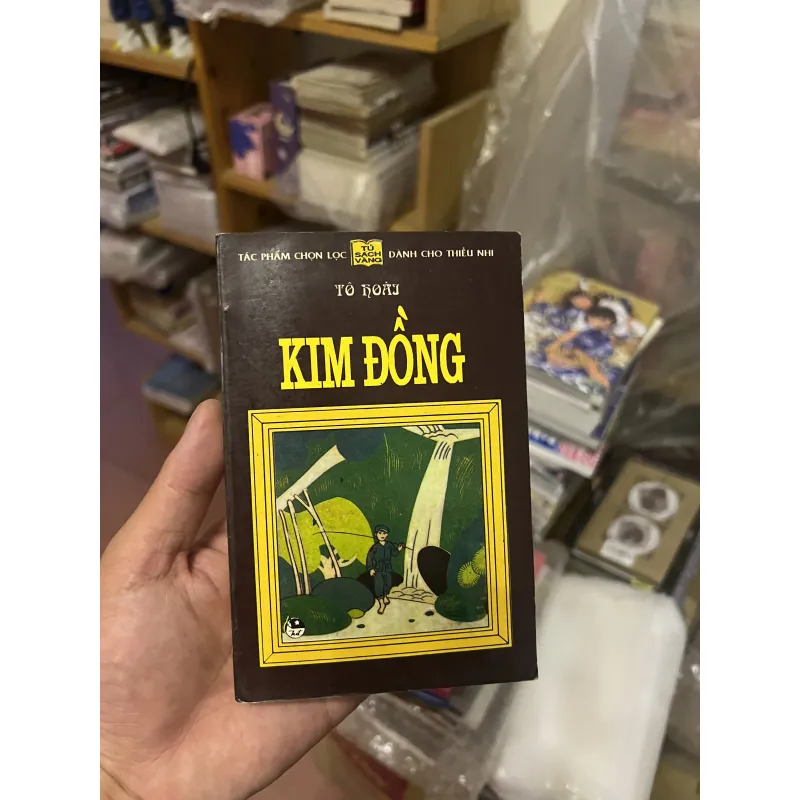 TÁC PHẨM CHỌN LỌC
TỦ
SÁCH
VÀNG
DÀNH CHO THIẾU NHI
TÔ HOÀI
KIM ĐỒNG